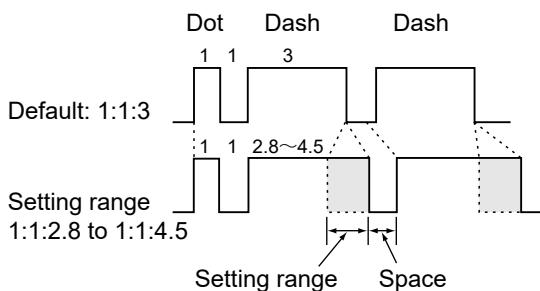 Dot Dash Dash
1 1 3
Default: 1:1:3
1 1 2.8～4.5
Setting range
1:1:2.8 to 1:1:4.5
Setting range Space